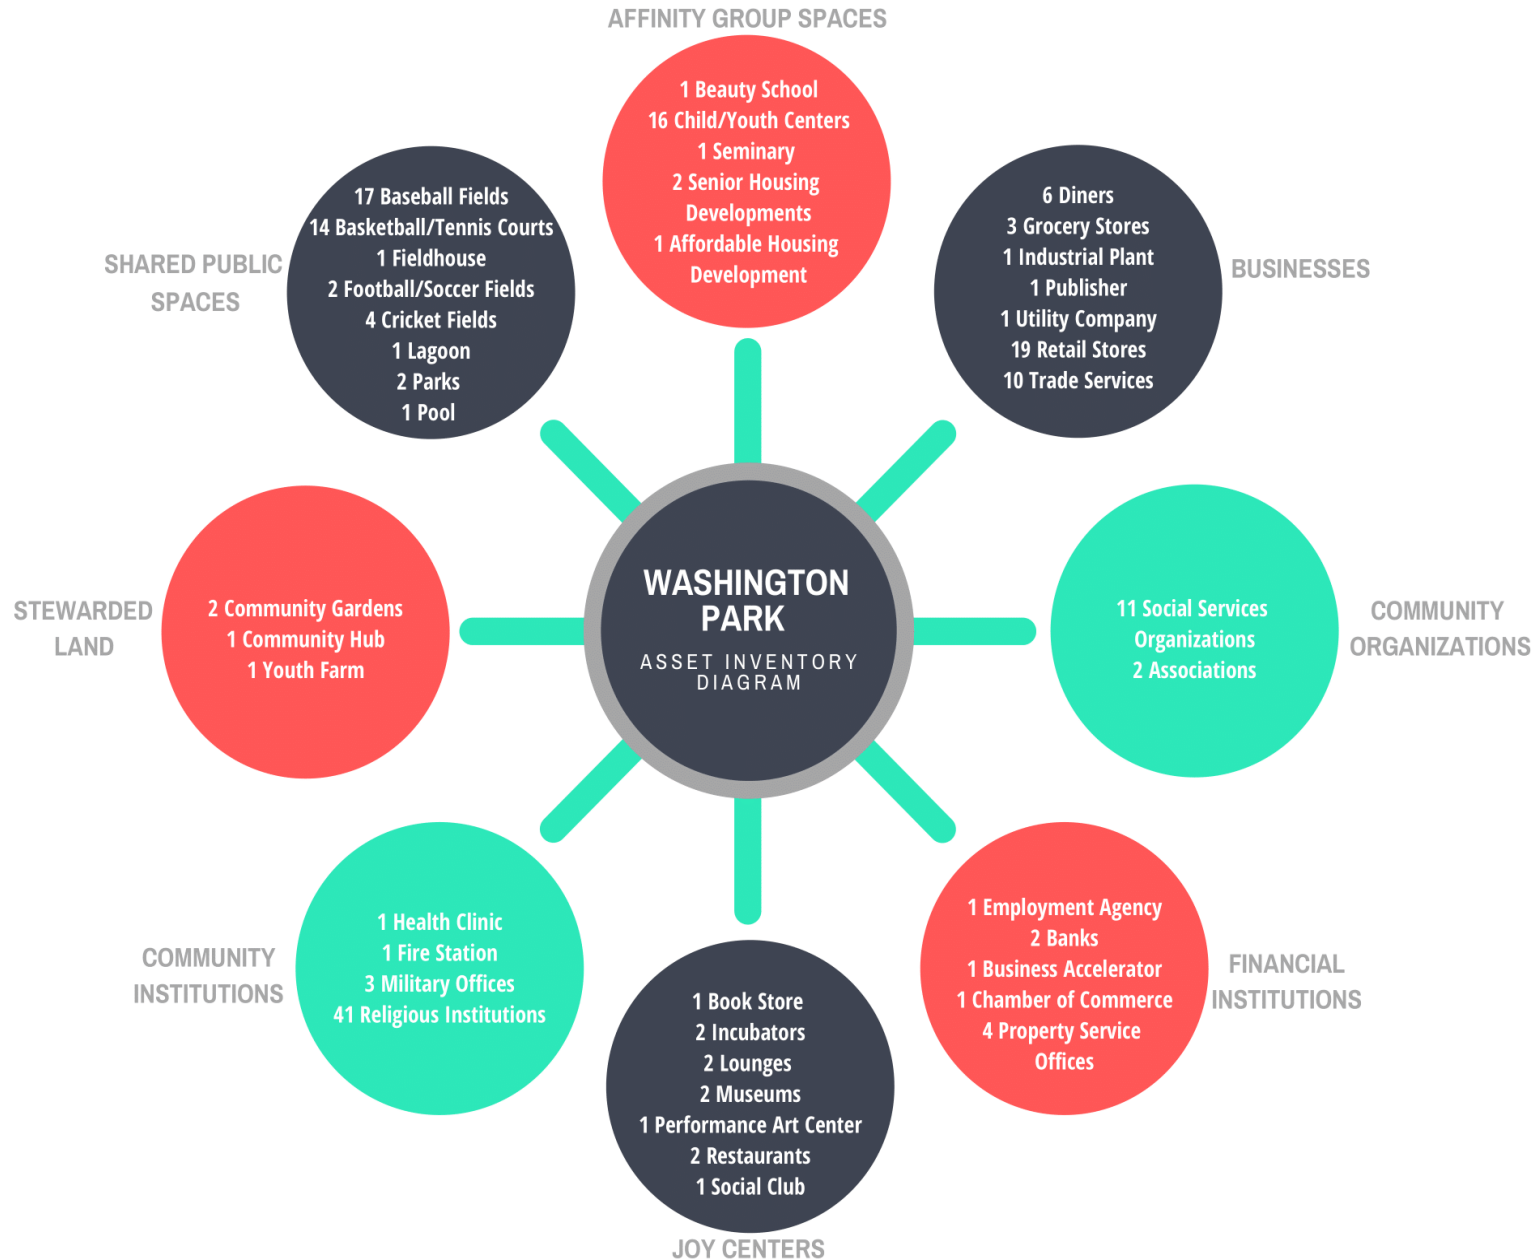 AFFINITY GROUP SPACES
1 Beauty School
16 Child/Youth Centers
1 Seminary
2 Senior Housing
Developments
1 Affordable Housing
Development
SHARED PUBLIC
SPACES
17 Baseball Fields
14 Basketball/Tennis Courts
1 Fieldhouse
2 Football/Soccer Fields
4 Cricket Fields
1 Lagoon
2 Parks
1 Pool
6 Diners
3 Grocery Stores
1 Industrial Plant
1 Publisher
1 Utility Company
19 Retail Stores
10 Trade Services
BUSINESSES
STEWARDED
LAND
2 Community Gardens
1 Community Hub
1 Youth Farm
WASHINGTON
PARK
ASSET INVENTORY
DIAGRAM
11 Social Services
Organizations
2 Associations
COMMUNITY
ORGANIZATIONS
COMMUNITY
INSTITUTIONS
1 Health Clinic
1 Fire Station
3 Military Offices
41 Religious Institutions
1 Employment Agency
2 Banks
1 Business Accelerator
1 Chamber of Commerce
4 Property Service
Offices
FINANCIAL
INSTITUTIONS
1 Book Store
2 Incubators
2 Lounges
2 Museums
1 Performance Art Center
2 Restaurants
1 Social Club
JOY CENTERS